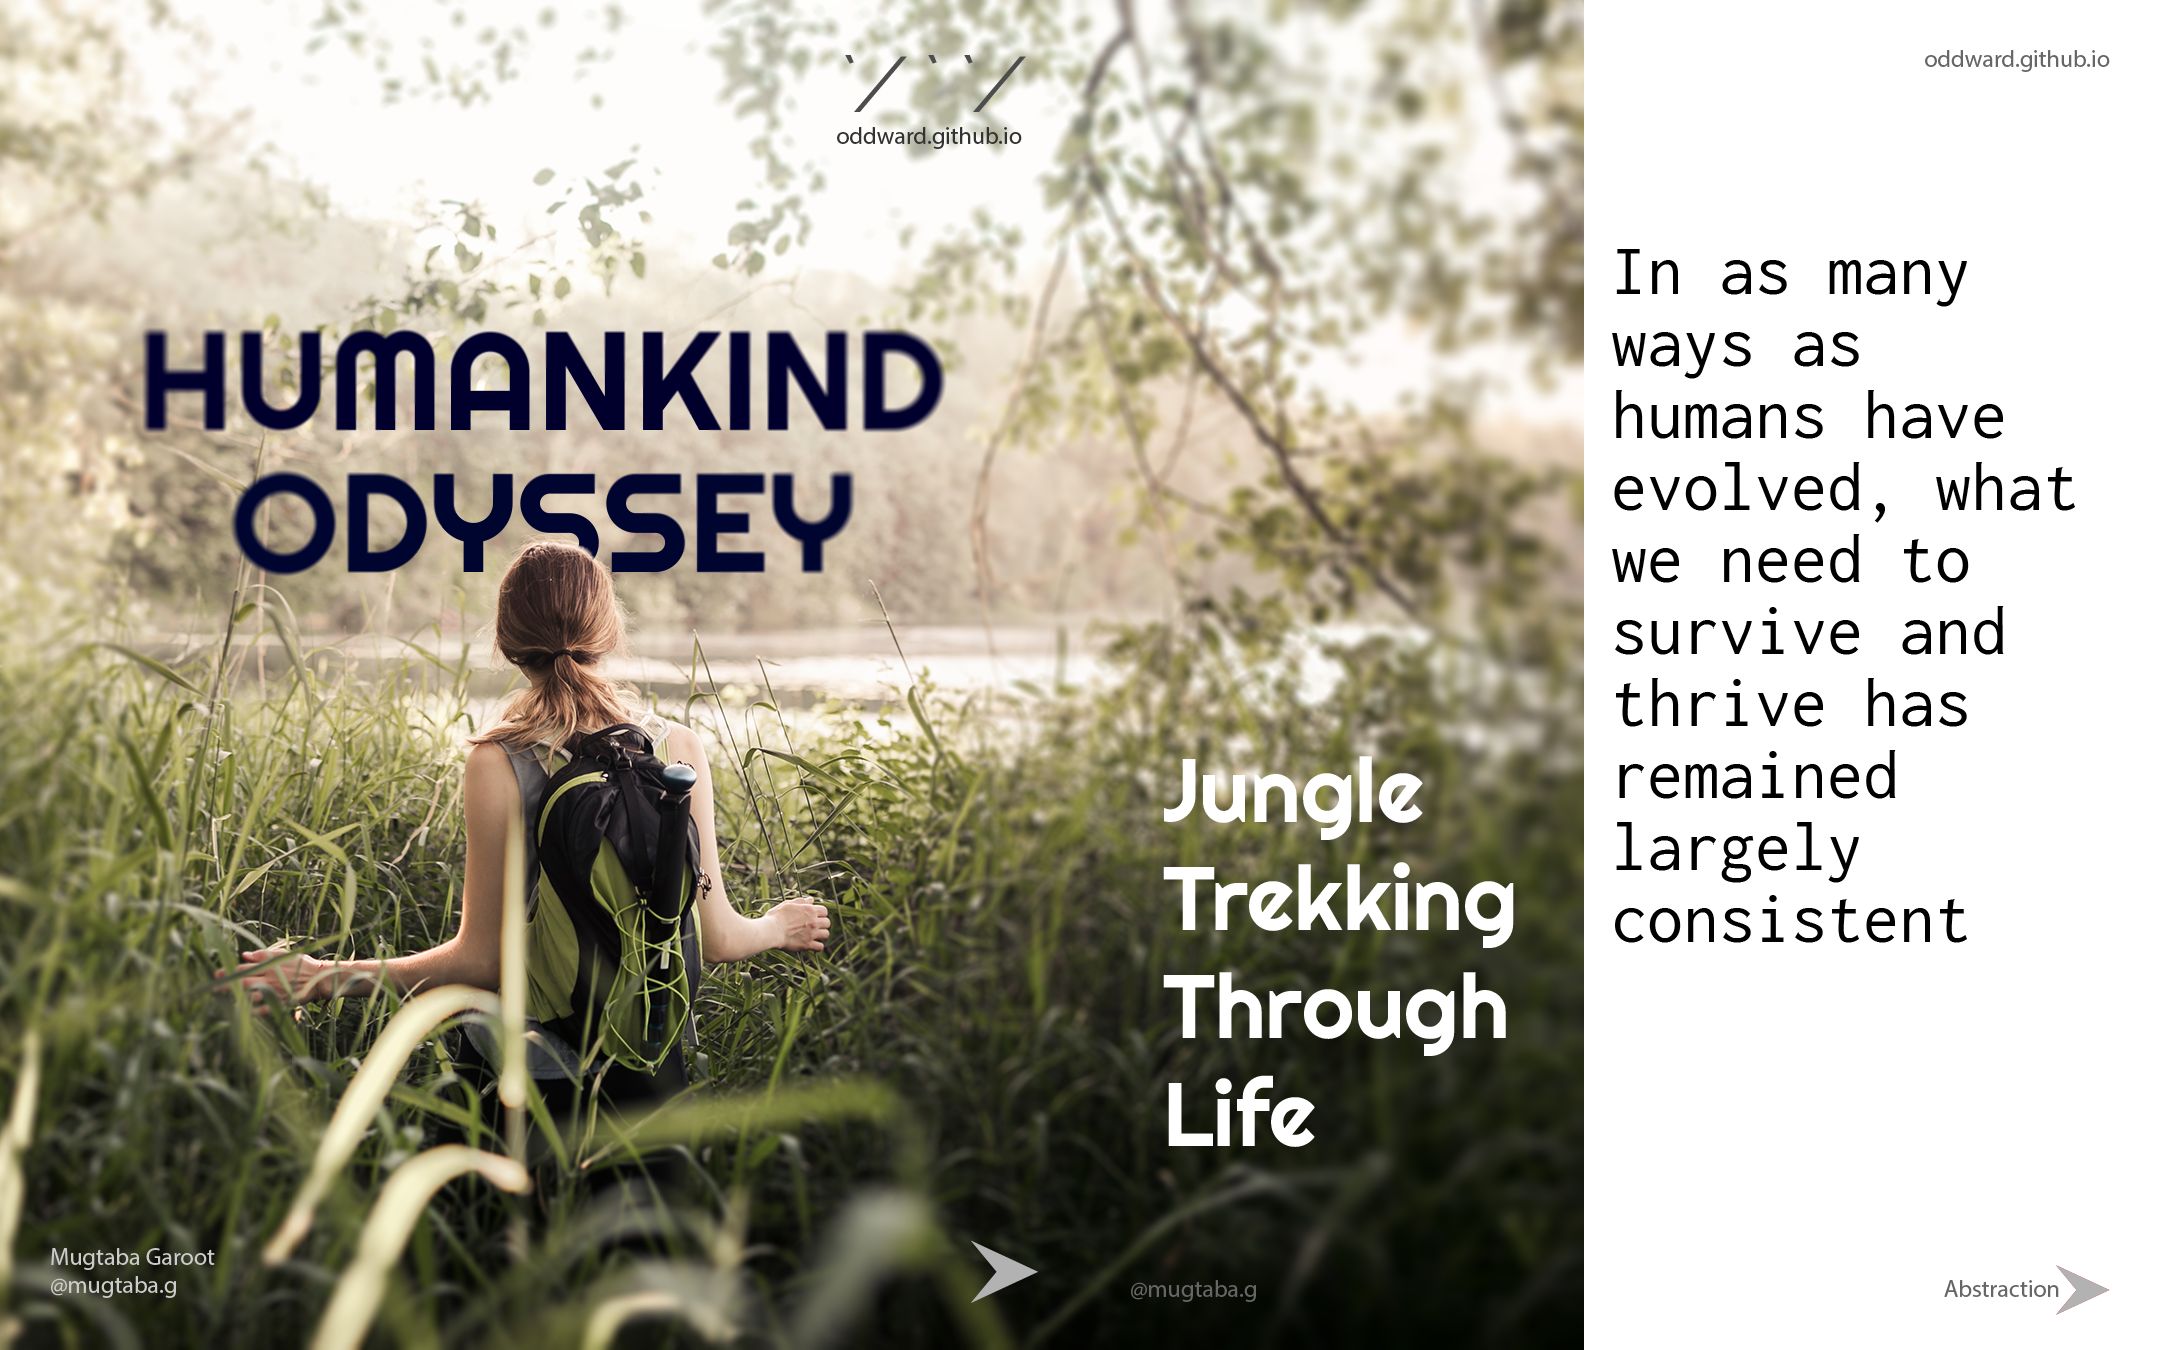 oddward.github.io
HUMANKIND
ODYSSEY
Jungle
Trekking
Through
Life
Mugtaba Garoot
@mugtaba.g
@mugtaba.g
oddward.github.io
In as many
ways as
humans have
evolved, what
we need to
survive and
thrive has
remained
largely
consistent
Abstraction